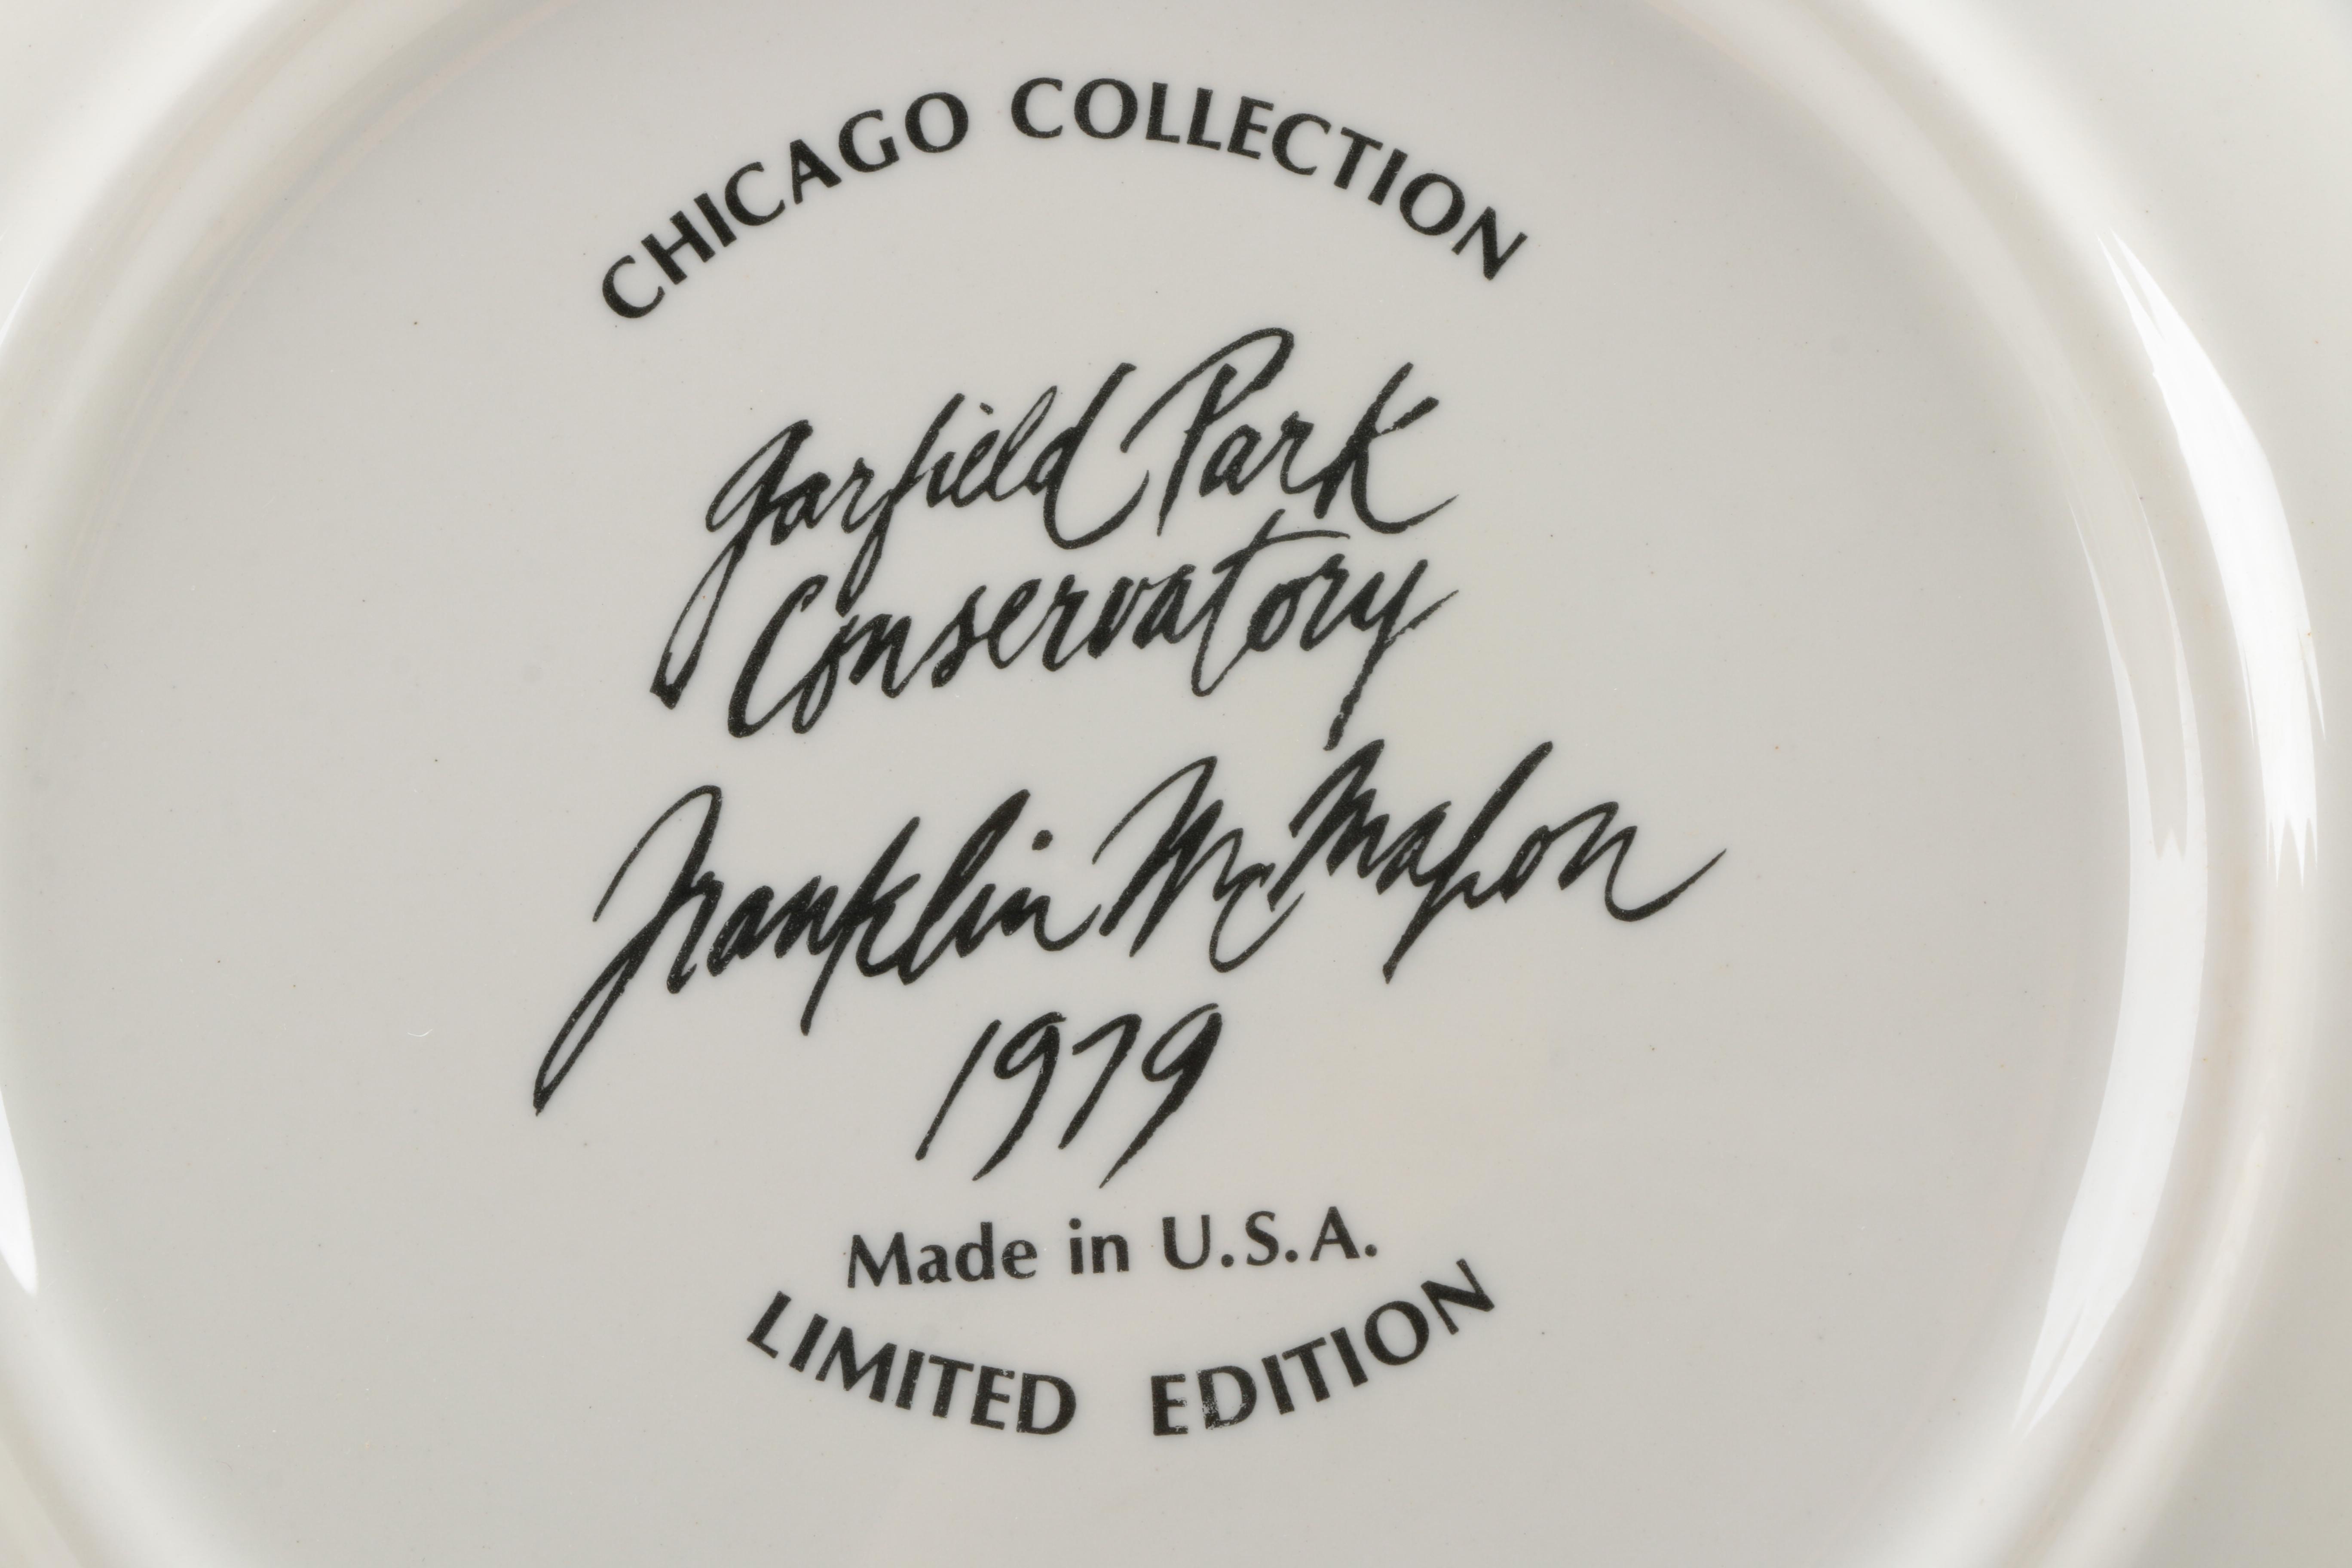 CHICAGO COLLECTION
Garfield Park
Conservatory
Franklin McMahon
1979
Made in U.S.A.
LIMITED EDITION